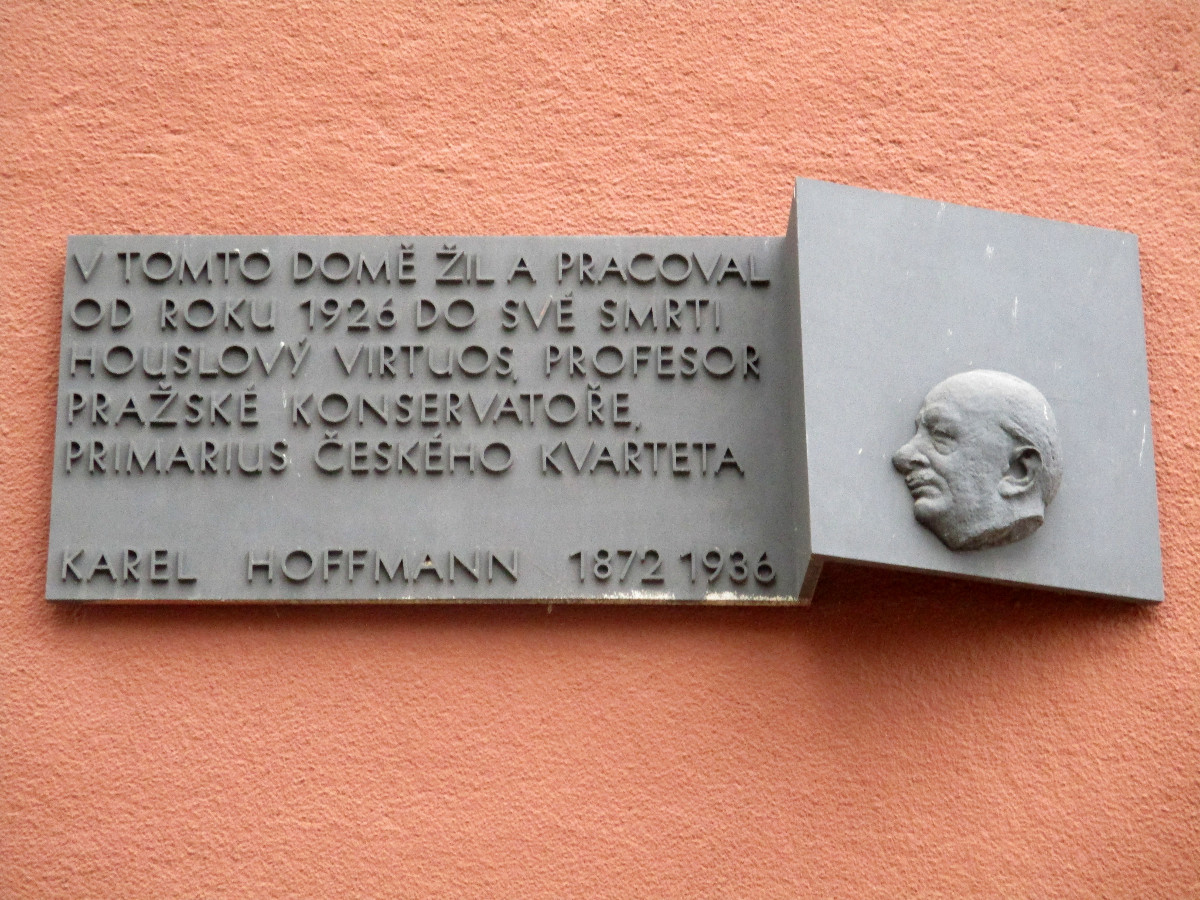 V TOMTO DOMĚ ŽIL A PRACOVAL
OD ROKU 1926 DO SVÉ SMRTI
HOUSLOVÝ VIRTUOS, PROFESOR
PRAŽSKÉ KONSERVATOŘE,
PRIMARIUS ČESKÉHO KVARTETA
KAREL HOFFMANN 1872 1936